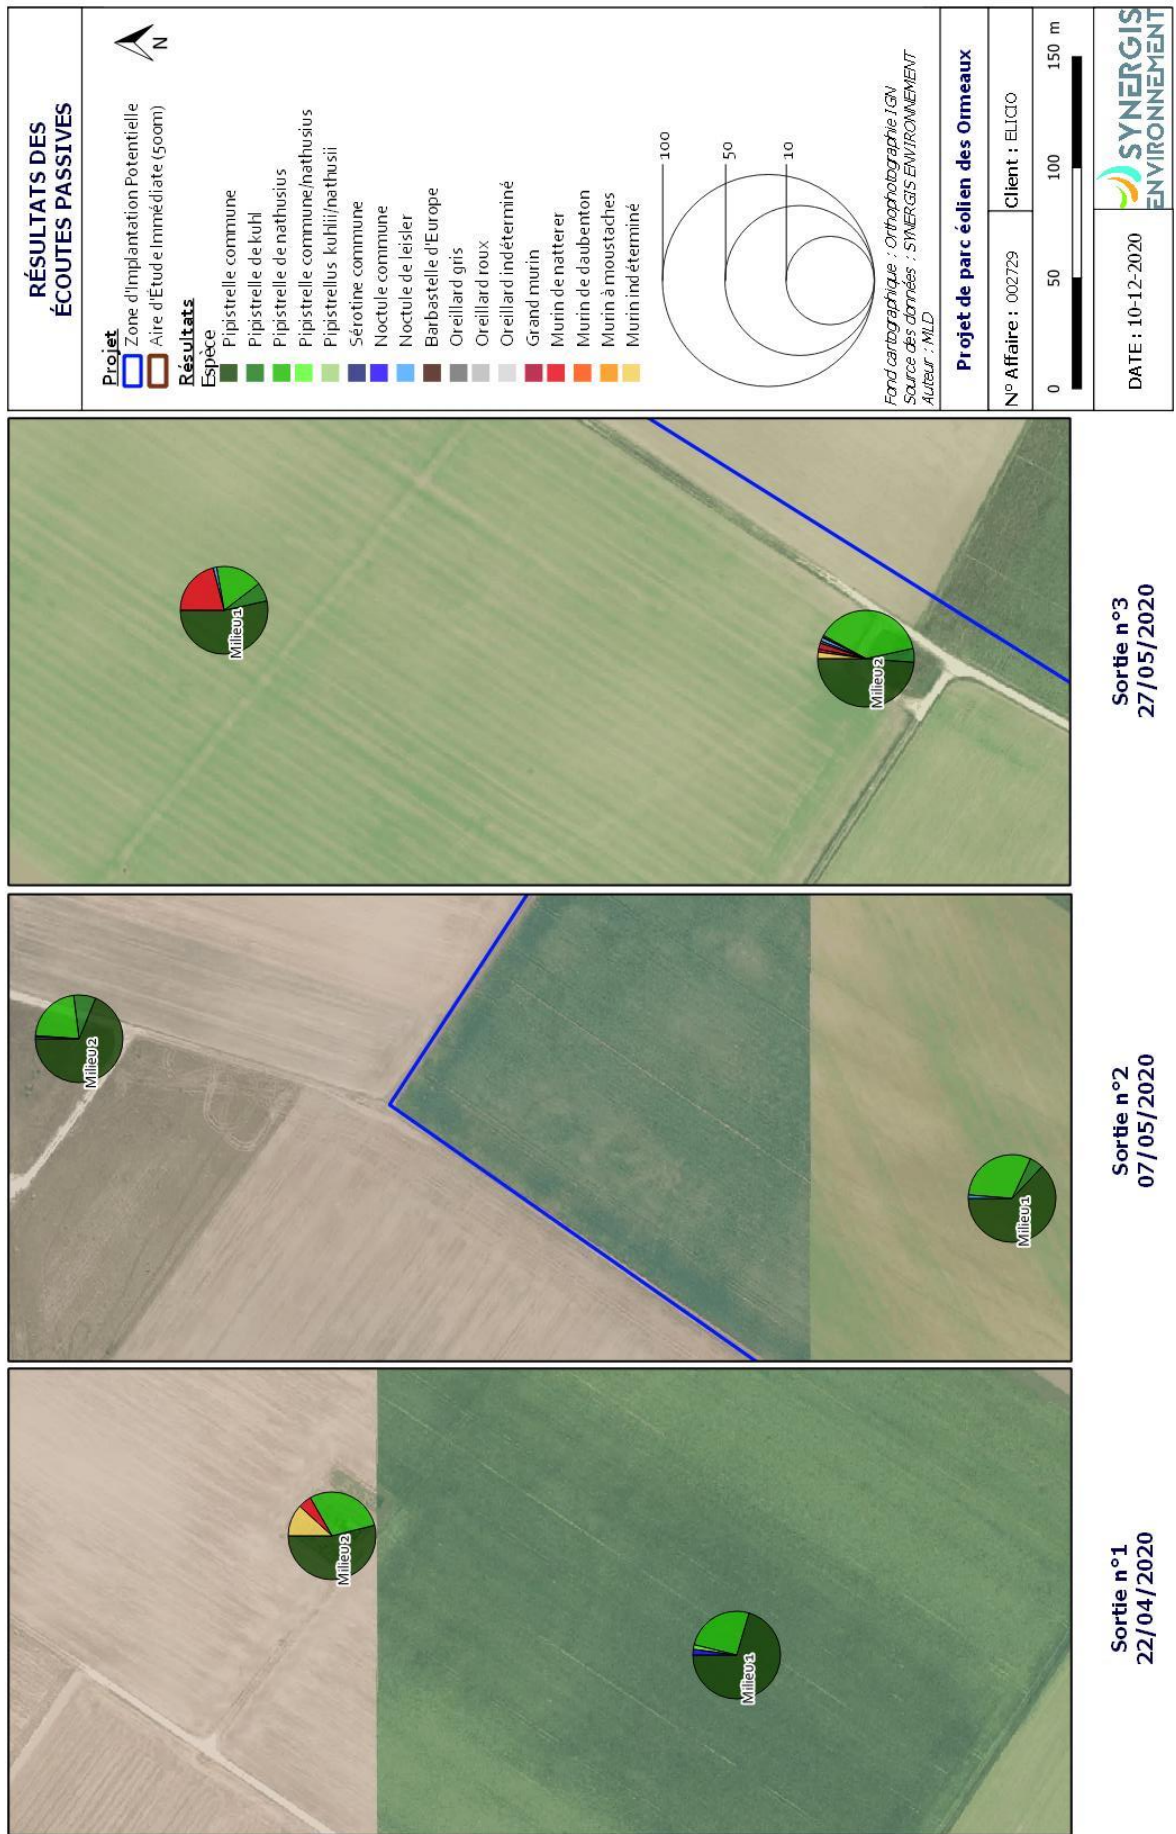 RÉSULTATS DES
ÉCOUTES PASSIVES
Projet
Zone d'Implantation Potentielle
Aire d'Étude Immédiate (500m)
N
Résultats
Espèce
Pipistrelle commune
Pipistrelle de kuhl
Pipistrelle de nathusius
Pipistrelle commune/nathusius
Pipistrellus kuhlii/nathusii
Sérotine commune
Noctule commune
Noctule de leisler
Barbastelle d'Europe
Oreillard gris
Oreillard roux
Oreillard indéterminé
Grand murin
Murin de natterer
Murin de daubenton
Murin à moustaches
Murin indéterminé
100
50
10
Fond cartographique : Orthophotographie IGN
Source des données : SYNERGIS ENVIRONNEMENT
Auteur : MLD
Projet de parc éolien des Ormeaux
N° Affaire : 002729
Client : ELICIO
0 50 100 150 m
DATE : 10-12-2020
SYNERGIS
ENVIRONNEMENT
Milieu 1
Milieu 2
Sortie n°3
27/05/2020
Milieu 2
Milieu 1
Sortie n°2
07/05/2020
Milieu 2
Milieu 1
Sortie n°1
22/04/2020